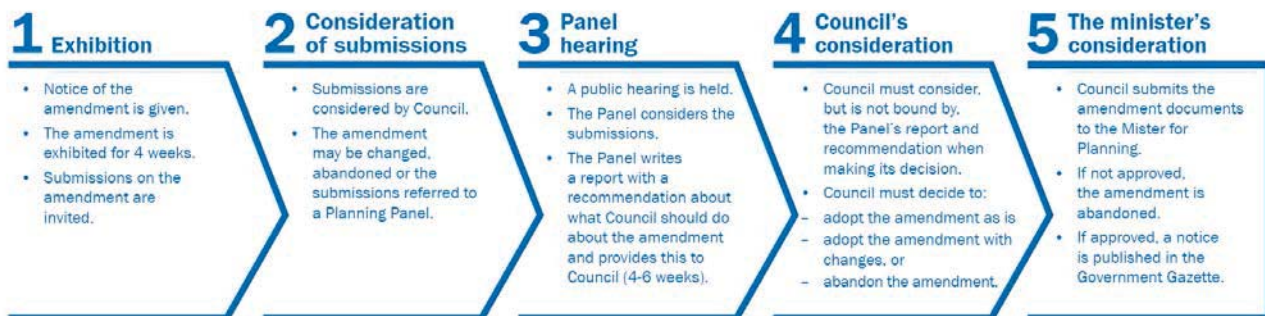 1 Exhibition
• Notice of the
amendment is given.
• The amendment is
exhibited for 4 weeks.
• Submissions on the
amendment are
invited.
2 Consideration
of submissions
• Submissions are
considered by Council.
• The amendment
may be changed,
abandoned or the
submissions referred to
a Planning Panel.
3 Panel
hearing
• A public hearing is held.
• The Panel considers the
submissions.
• The Panel writes
a report with a
recommendation about
what Council should do
about the amendment
and provides this to
Council (4-6 weeks).
4 Council's
consideration
• Council must consider,
but is not bound by,
the Panel's report and
recommendation when
making its decision.
• Council must decide to:
– adopt the amendment as is
– adopt the amendment with
changes, or
– abandon the amendment.
5 The minister's
consideration
• Council submits the
amendment documents
to the Mister for
Planning.
• If not approved,
the amendment is
abandoned.
• If approved, a notice
is published in the
Government Gazette.